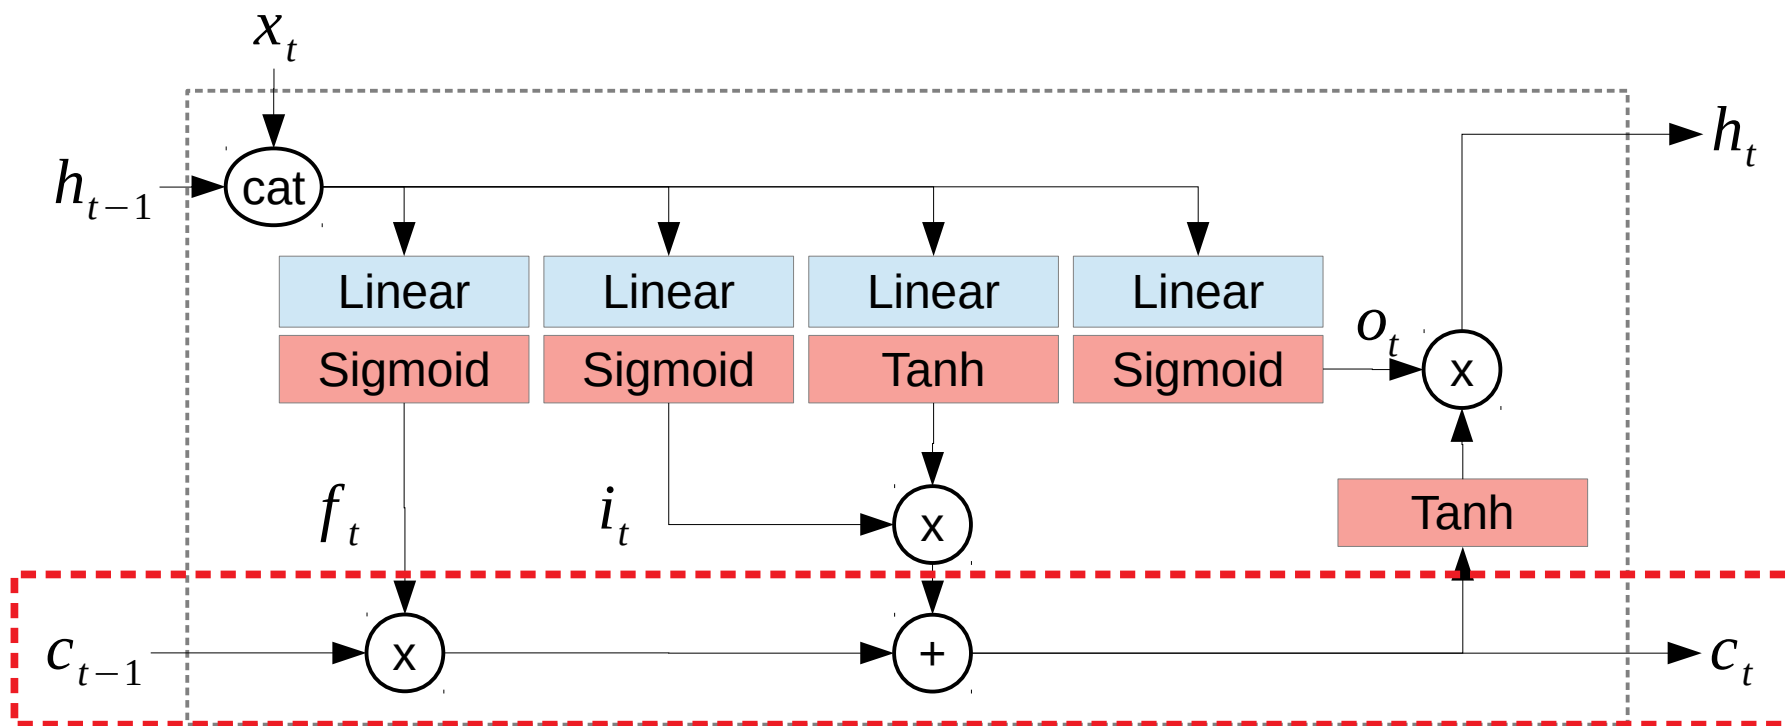 x_t
h_{t-1}
cat
h_t
Linear Linear Linear Linear
Sigmoid Sigmoid Tanh Sigmoid
o_t
x
f_t
i_t
x
Tanh
c_{t-1}
x
+
c_t